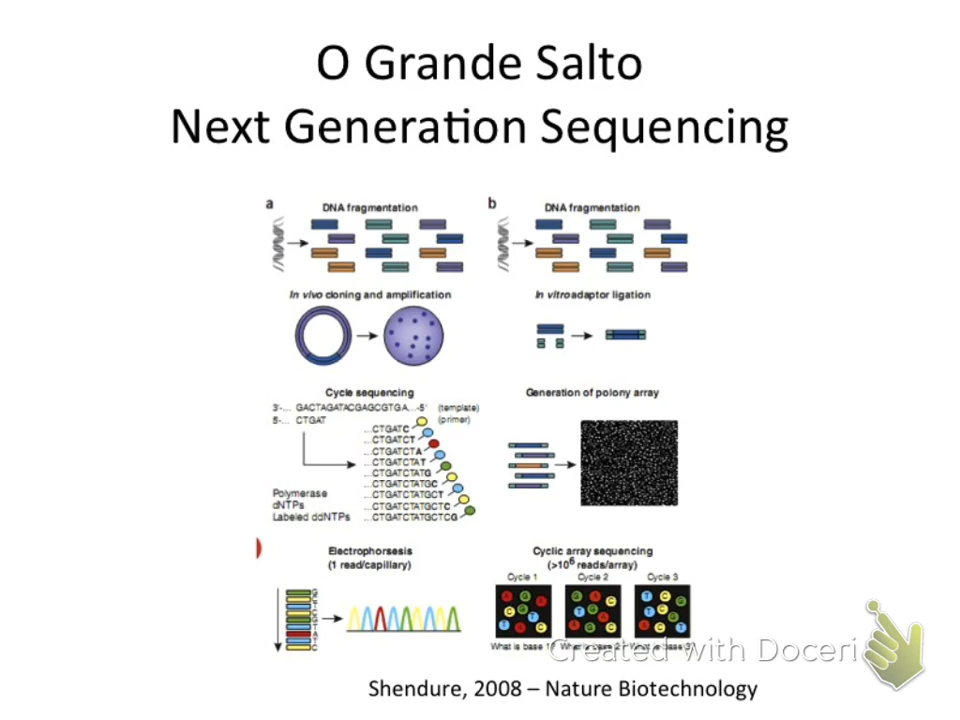 O Grande Salto
Next Generation Sequencing
a
DNA fragmentation
In vivo cloning and amplification
Cycle sequencing
3'-... GACTAGATACGAGCGTGA...-5' (template)
5'-... CTGAT (primer)
...CTGATC
...CTGATCT
...CTGATCTA
...CTGATCTAT
...CTGATCTATG
...CTGATCTATGC
...CTGATCTATGCT
...CTGATCTATGCTC
...CTGATCTATGCTCG
Polymerase
dNTPs
Labeled ddNTPs
Electrophorsesis
(1 read/capillary)
b
DNA fragmentation
In vitro adaptor ligation
Generation of polony array
Cyclic array sequencing
(>10⁶ reads/array)
Cycle 1 Cycle 2 Cycle 3
What is base 1? What is base 2? What is base 3?
Created with Doceri
Shendure, 2008 – Nature Biotechnology